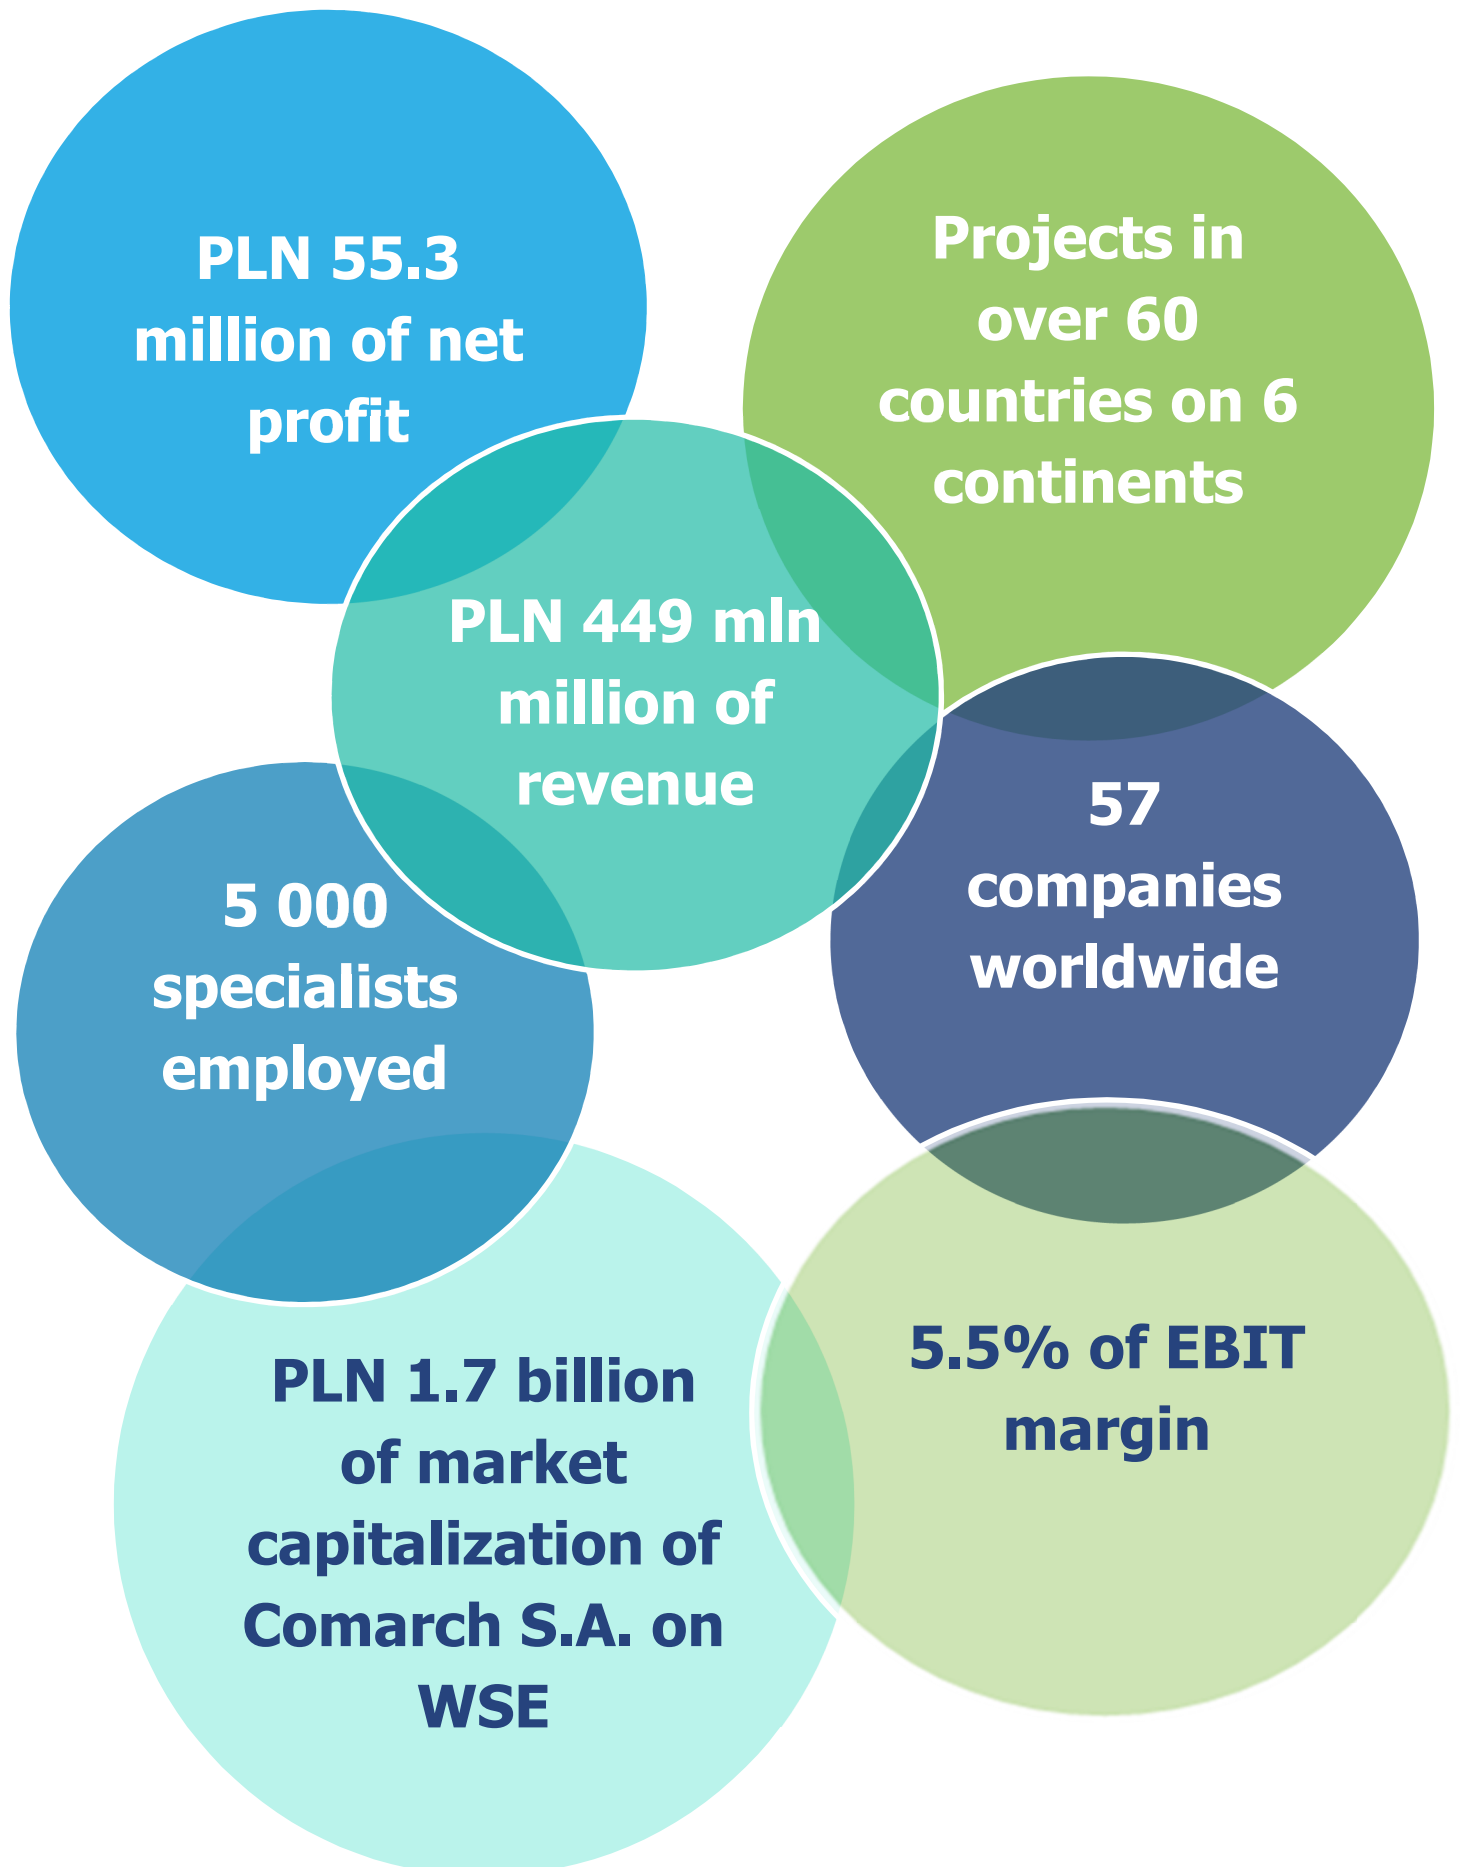 PLN 55.3
million of net
profit
Projects in
over 60
countries on 6
continents
PLN 449 mln
million of
revenue
57
companies
worldwide
5 000
specialists
employed
5.5% of EBIT
margin
PLN 1.7 billion
of market
capitalization of
Comarch S.A. on
WSE